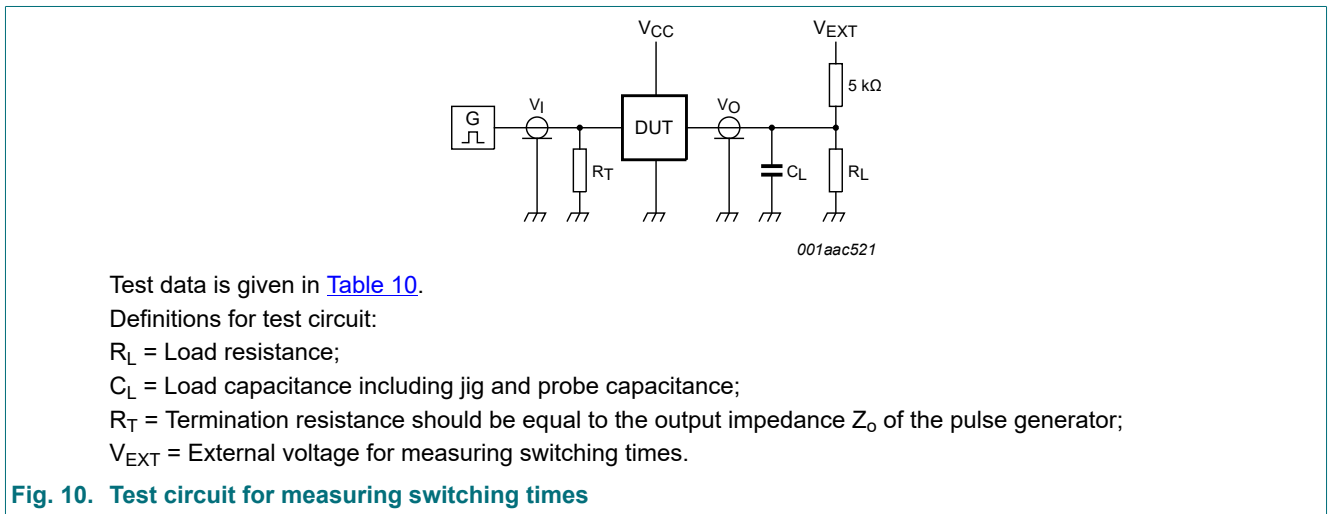 VCC
VEXT
5 kΩ
G
VI
DUT
VO
RT
CL
RL
001aac521
Test data is given in Table 10.
Definitions for test circuit:
RL = Load resistance;
CL = Load capacitance including jig and probe capacitance;
RT = Termination resistance should be equal to the output impedance Zo of the pulse generator;
VEXT = External voltage for measuring switching times.
Fig. 10. Test circuit for measuring switching times